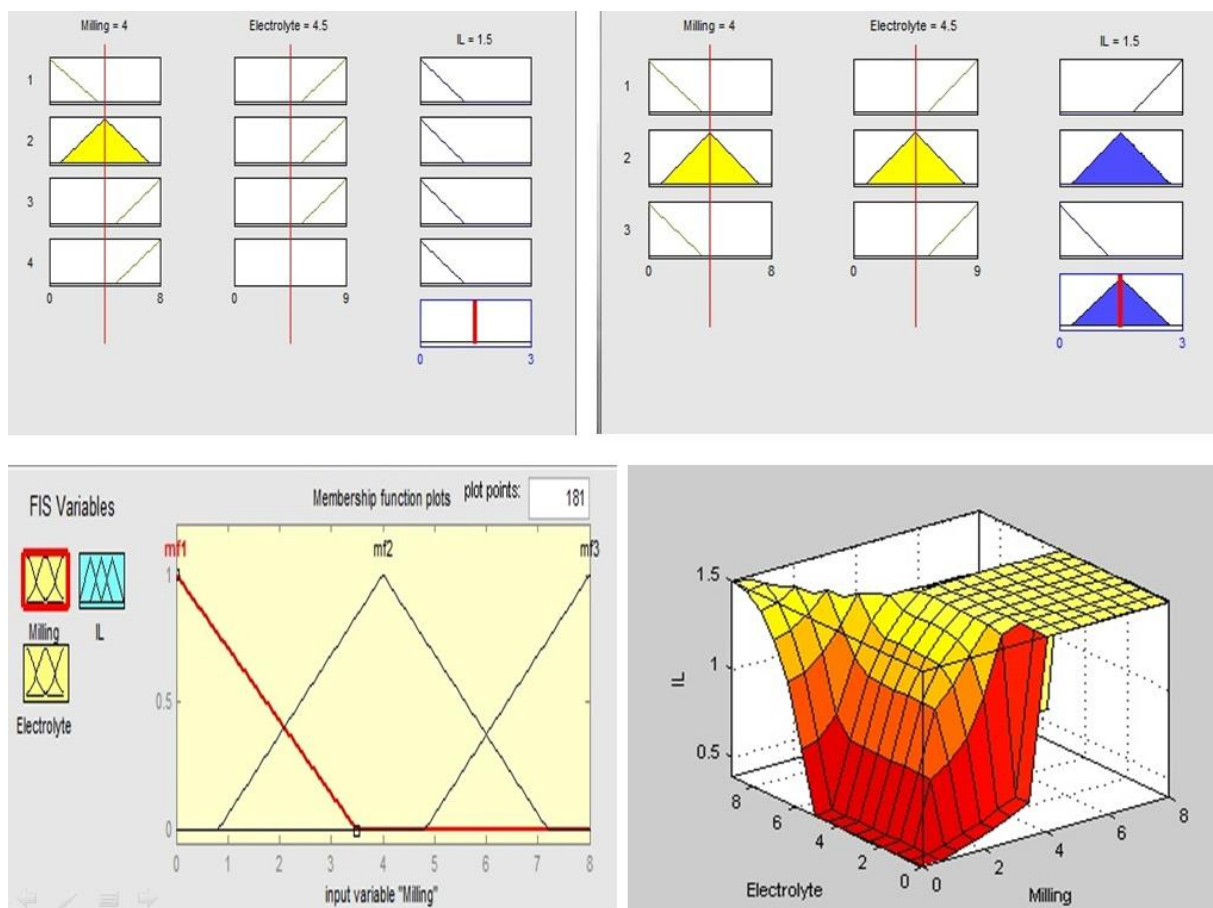 Milling = 4
Electrolyte = 4.5
IL = 1.5
1
2
3
4
0 8
0 9
0 3
Milling = 4
Electrolyte = 4.5
IL = 1.5
1
2
3
0 8
0 9
0 3
FIS Variables
Membership function plots
plot points: 181
mf1 mf2 mf3
Milling
IL
Electrolyte
1
0.5
0
0 1 2 3 4 5 6 7 8
input variable "Milling"
1.5
1
0.5
IL
8 6 4 2 0
Electrolyte
0 2 4 6 8
Milling